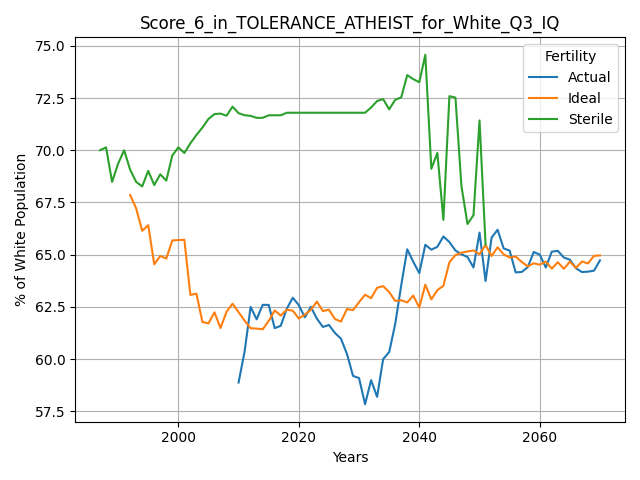 Score_6_in_TOLERANCE_ATHEIST_for_White_Q3_IQ
% of White Population
75.0
72.5
70.0
67.5
65.0
62.5
60.0
57.5
Fertility
Actual
Ideal
Sterile
2000
2020
2040
2060
Years